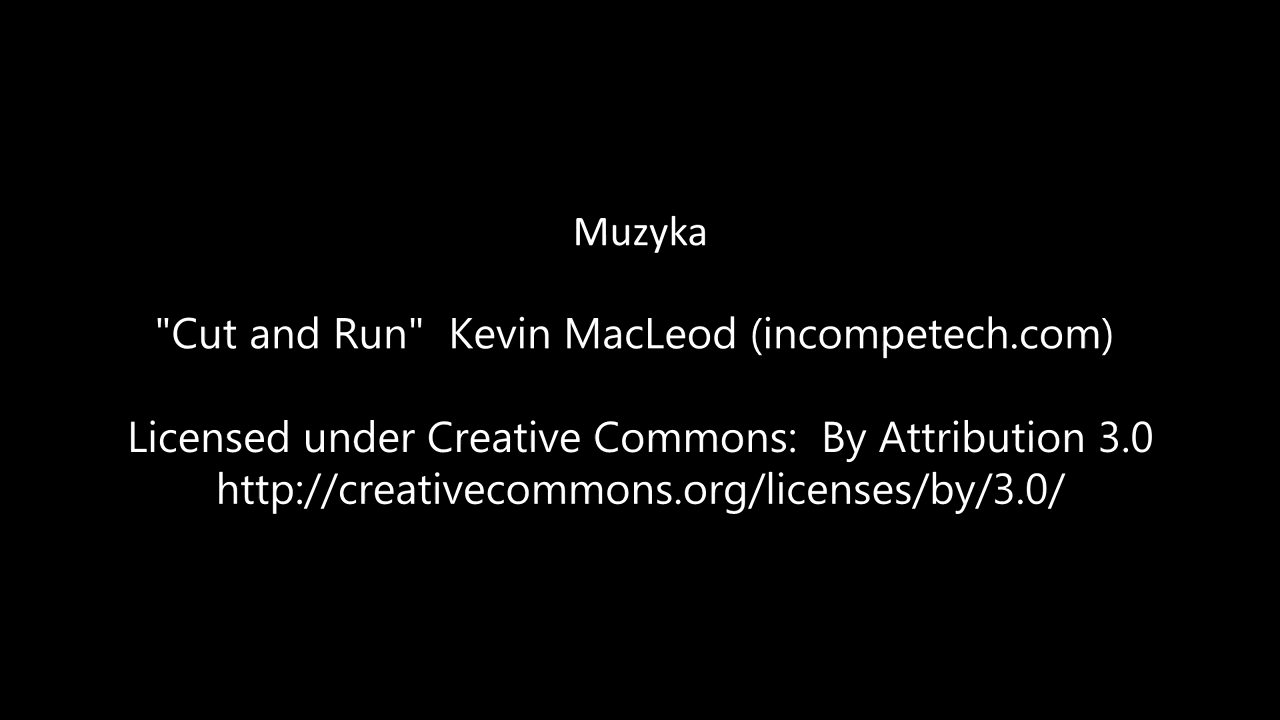 Muzyka
"Cut and Run"  Kevin MacLeod (incompetech.com)
Licensed under Creative Commons:  By Attribution 3.0
http://creativecommons.org/licenses/by/3.0/